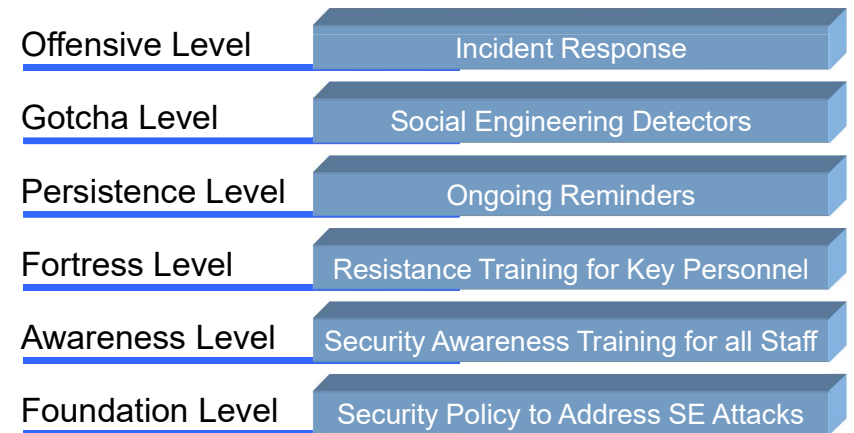 Offensive Level
Incident Response
Gotcha Level
Social Engineering Detectors
Persistence Level
Ongoing Reminders
Fortress Level
Resistance Training for Key Personnel
Awareness Level
Security Awareness Training for all Staff
Foundation Level
Security Policy to Address SE Attacks